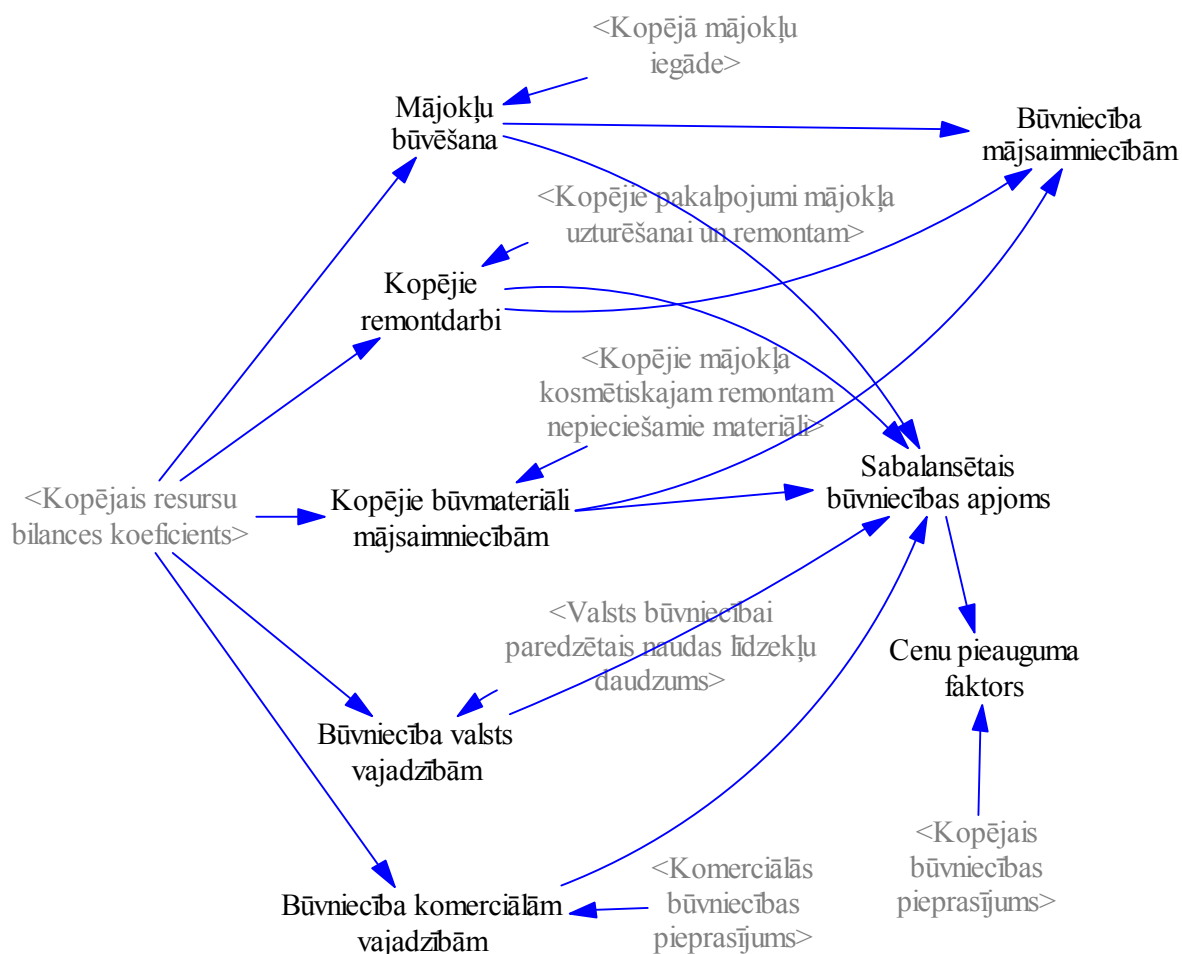 <Kopējā mājokļu
iegāde>
Mājokļu
būvēšana
Būvniecība
mājsaimniecībām
<Kopējie pakalpojumi mājokļa
uzturēšanai un remontam>
Kopējie
remontdarbi
<Kopējie mājokļa
kosmētiskajam remontam
nepieciešamie materiāli>
Sabalansētais
būvniecības apjoms
<Kopējais resursu
bilances koeficients>
Kopējie būvmateriāli
mājsaimniecībām
<Valsts būvniecībai
paredzētais naudas līdzekļu
daudzums>
Cenu pieauguma
faktors
Būvniecība valsts
vajadzībām
<Kopējais
būvniecības
pieprasījums>
<Komerciālās
būvniecības
pieprasījums>
Būvniecība komerciālām
vajadzībām